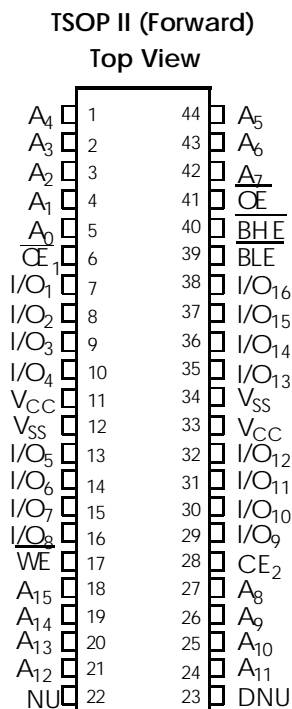 TSOP II (Forward)
Top View
A4 1 44 A5
A3 2 43 A6
A2 3 42 A7
A1 4 41 OE
A0 5 40 BHE
CE1 6 39 BLE
I/O1 7 38 I/O16
I/O2 8 37 I/O15
I/O3 9 36 I/O14
I/O4 10 35 I/O13
VCC 11 34 VSS
VSS 12 33 VCC
I/O5 13 32 I/O12
I/O6 14 31 I/O11
I/O7 15 30 I/O10
I/O8 16 29 I/O9
WE 17 28 CE2
A15 18 27 A8
A14 19 26 A9
A13 20 25 A10
A12 21 24 A11
NU 22 23 DNU